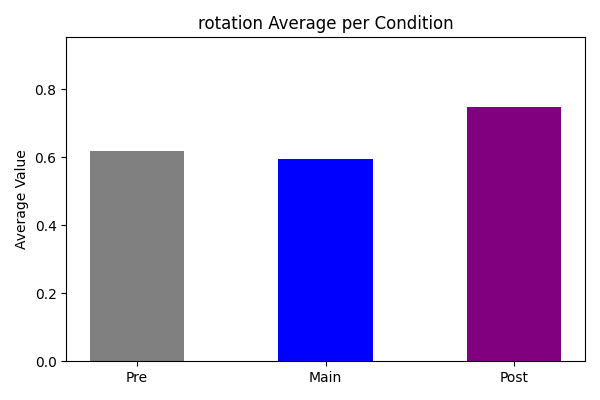 rotation Average per Condition
Average Value
0.8
0.6
0.4
0.2
0.0
Pre
Main
Post